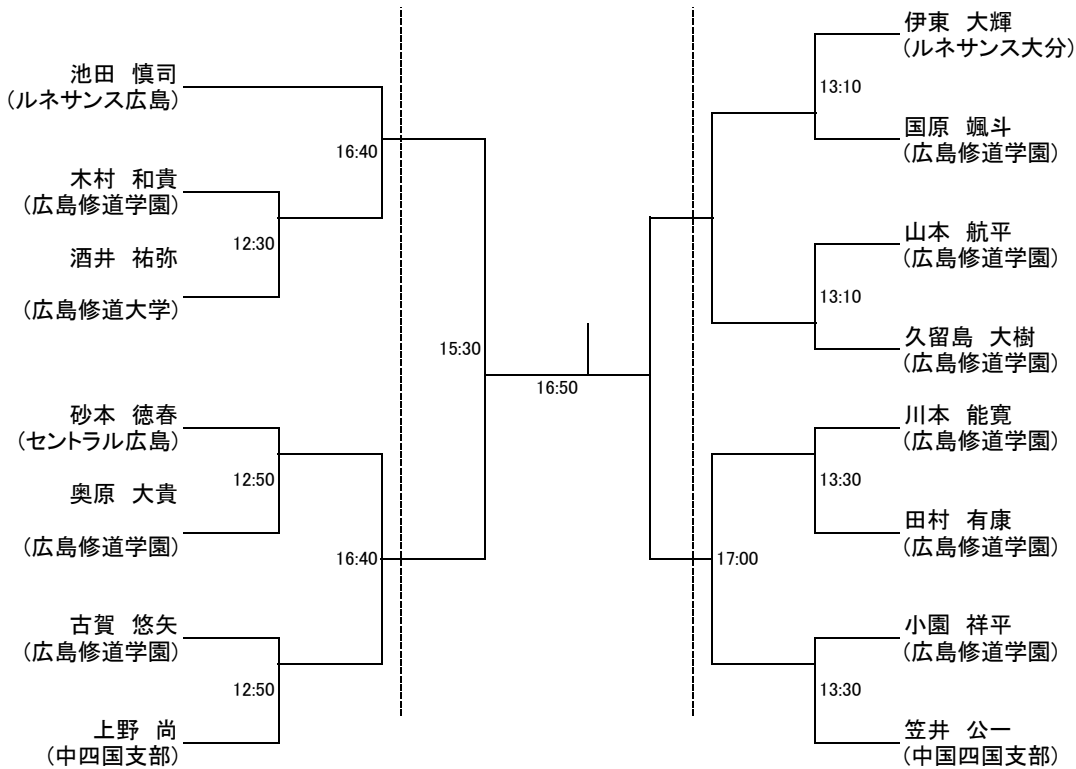 池田　慎司
(ルネサンス広島)
16:40
木村　和貴
(広島修道学園)
12:30
酒井　祐弥
(広島修道大学)
15:30
砂本　徳春
(セントラル広島)
12:50
奥原　大貴
(広島修道学園)
16:40
古賀　悠矢
(広島修道学園)
12:50
上野　尚
(中四国支部)
16:50
伊東　大輝
(ルネサンス大分)
13:10
国原　颯斗
(広島修道学園)
山本　航平
(広島修道学園)
13:10
久留島　大樹
(広島修道学園)
川本　能寛
(広島修道学園)
13:30
田村　有康
(広島修道学園)
17:00
小園　祥平
(広島修道学園)
13:30
笠井　公一
(中国四国支部)